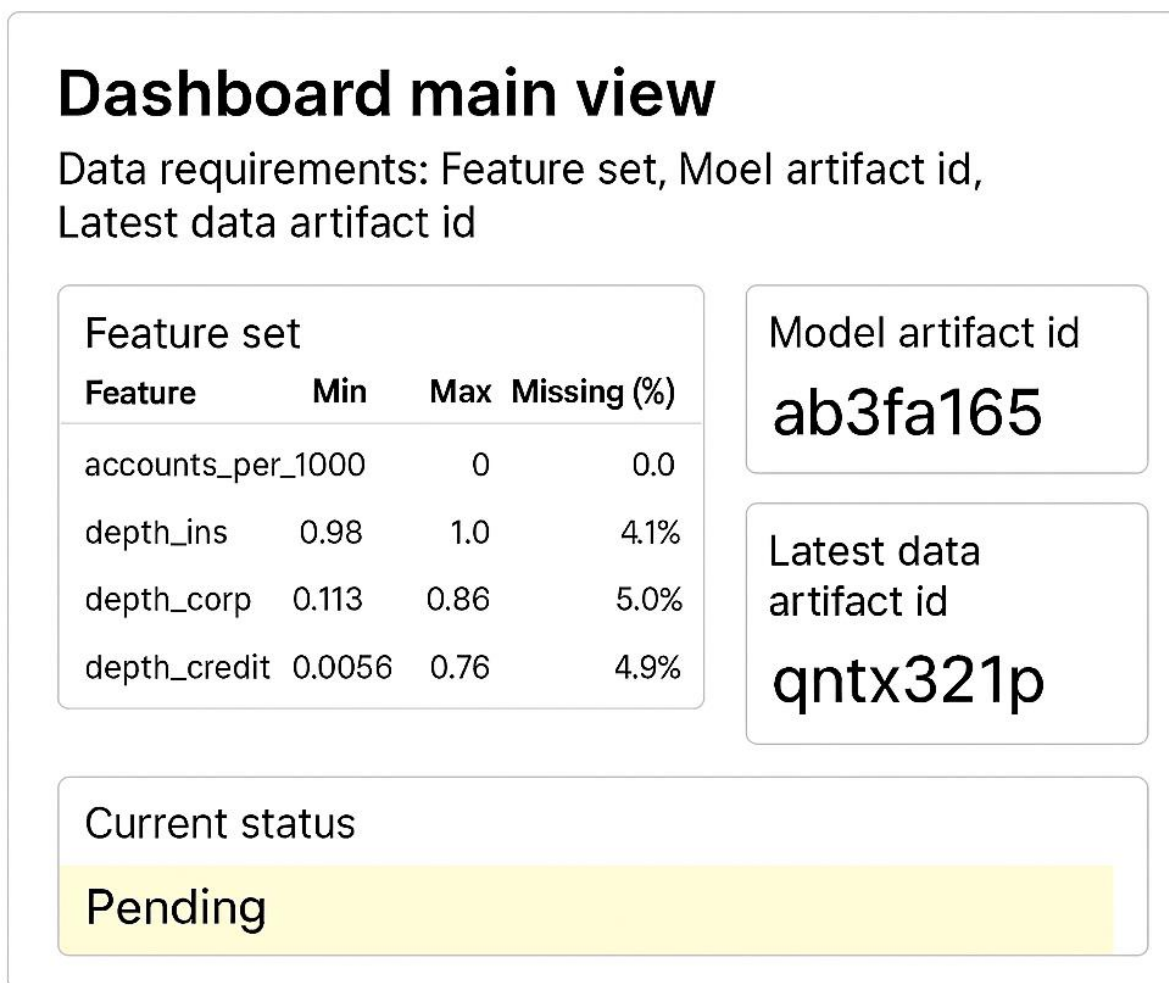 Dashboard main view
Data requirements: Feature set, Moel artifact id,
Latest data artifact id
Feature set
Feature Min Max Missing (%)
accounts_per_1000 0 0.0
depth_ins 0.98 1.0 4.1%
depth_corp 0.113 0.86 5.0%
depth_credit 0.0056 0.76 4.9%
Model artifact id
ab3fa165
Latest data
artifact id
qntx321p
Current status
Pending